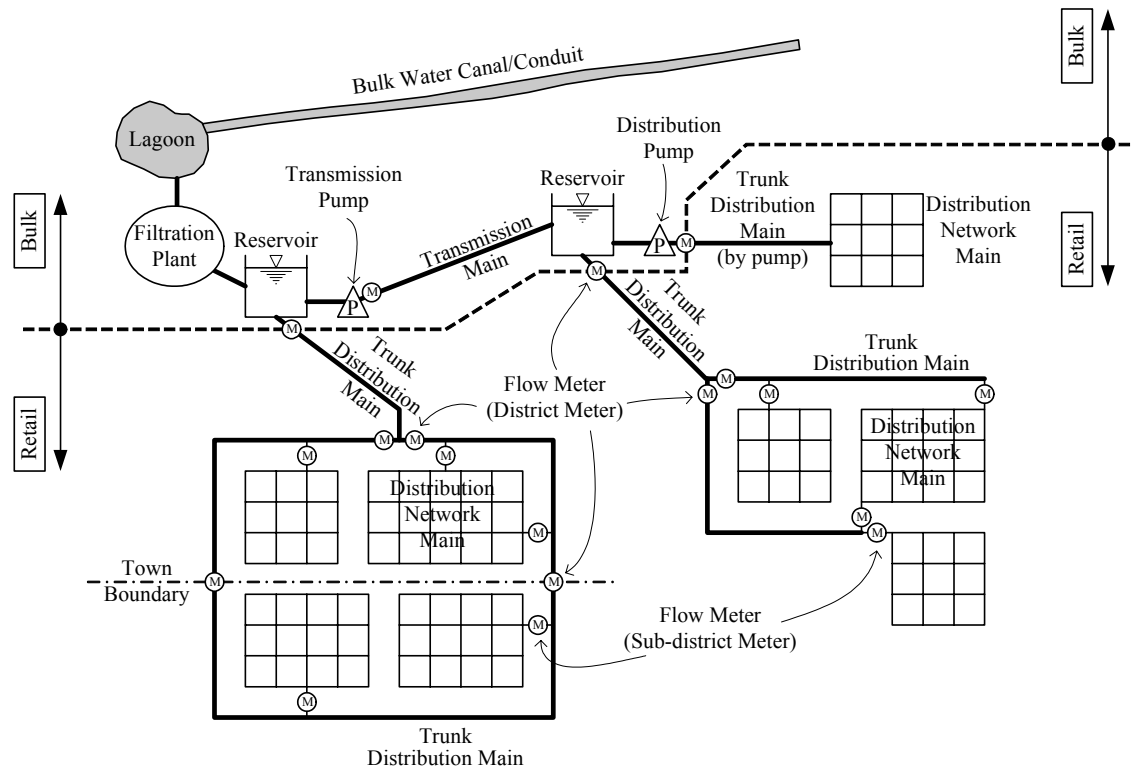 Bulk Water Canal/Conduit
Bulk
Lagoon
Distribution
Pump
Transmission
Pump
Reservoir
Trunk
Distribution
Main
(by pump)
Distribution
Network
Main
Bulk
Filtration
Plant
Reservoir
Transmission
Main
Retail
P
M
P
M
M
M
Trunk
Distribution
Main
Trunk
Distribution
Main
Trunk
Distribution Main
Flow Meter
(District Meter)
Retail
M
M
M
M
M
M
M
M
M
Distribution
Network
Main
Distribution
Network
Main
M
M
M
Town
Boundary
M
M
Flow Meter
(Sub-district Meter)
M
M
Trunk
Distribution Main